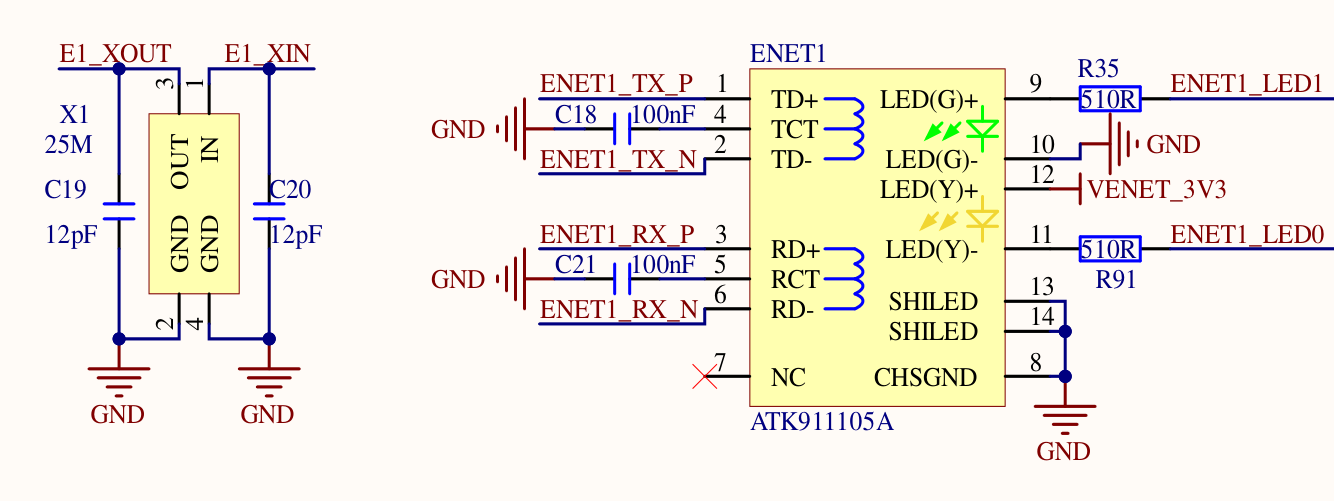 E1_XOUT
E1_XIN
3
1
X1
25M
OUT
IN
C19
C20
12pF
12pF
GND
GND
2
4
GND
GND
ENET1
ENET1_TX_P
1
TD+
C18
100nF
4
TCT
GND
ENET1_TX_N
2
TD-
ENET1_RX_P
3
RD+
C21
100nF
5
RCT
GND
ENET1_RX_N
6
RD-
7
NC
LED(G)+
9
R35
510R
ENET1_LED1
LED(G)-
10
GND
LED(Y)+
12
VENET_3V3
LED(Y)-
11
510R
ENET1_LED0
R91
SHILED
13
SHILED
14
CHSGND
8
GND
ATK911105A